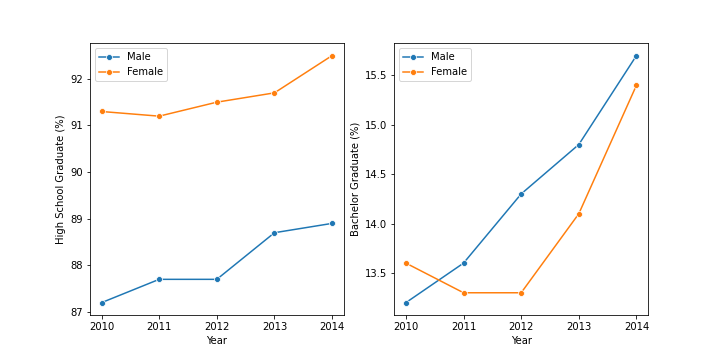 Male
Female
High School Graduate (%)
92
91
90
89
88
87
2010 2011 2012 2013 2014
Year
Male
Female
Bachelor Graduate (%)
15.5
15.0
14.5
14.0
13.5
2010 2011 2012 2013 2014
Year